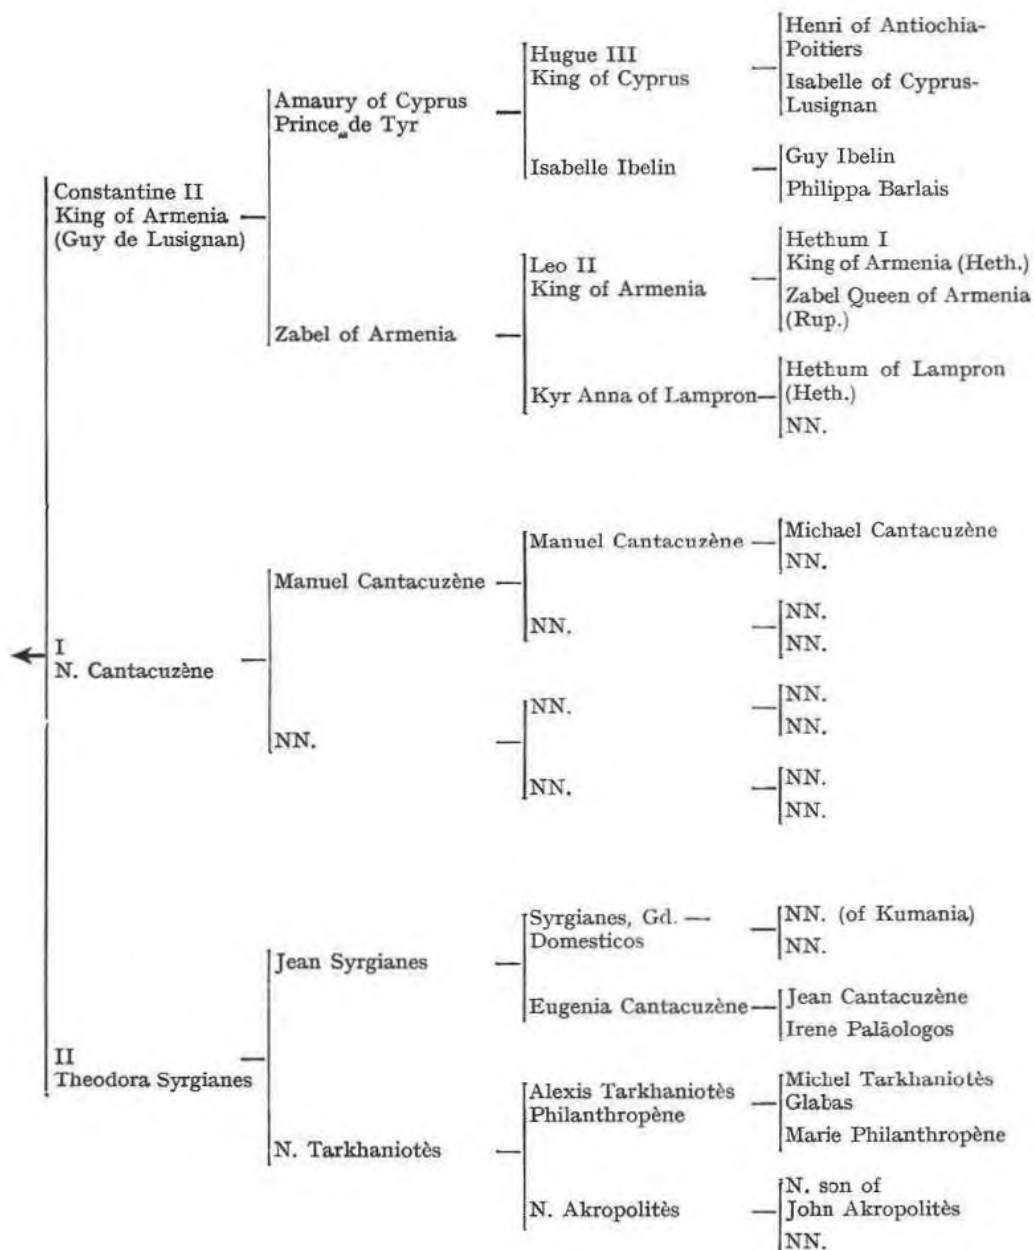 Constantine II
King of Armenia
(Guy de Lusignan)
Amaury of Cyprus
Prince de Tyr
Hugue III
King of Cyprus
Henri of Antiochia-
Poitiers
Isabelle of Cyprus-
Lusignan
Isabelle Ibelin
Guy Ibelin
Philippa Barlais
Zabel of Armenia
Leo II
King of Armenia
Hethum I
King of Armenia (Heth.)
Zabel Queen of Armenia
(Rup.)
Kyr Anna of Lampron
Hethum of Lampron
(Heth.)
NN.
I
N. Cantacuzène
Manuel Cantacuzène
Manuel Cantacuzène
Michael Cantacuzène
NN.
NN.
NN.
NN.
NN.
NN.
NN.
NN.
NN.
NN.
NN.
II
Theodora Syrgianes
Jean Syrgianes
Syrgianes, Gd. —
Domesticos
NN. (of Kumania)
NN.
Eugenia Cantacuzène
Jean Cantacuzène
Irene Paläologos
N. Tarkhaniotès
Alexis Tarkhaniotès
Philanthropène
Michel Tarkhaniotès
Glabas
Marie Philanthropène
N. Akropolitès
N. son of
John Akropolitès
NN.